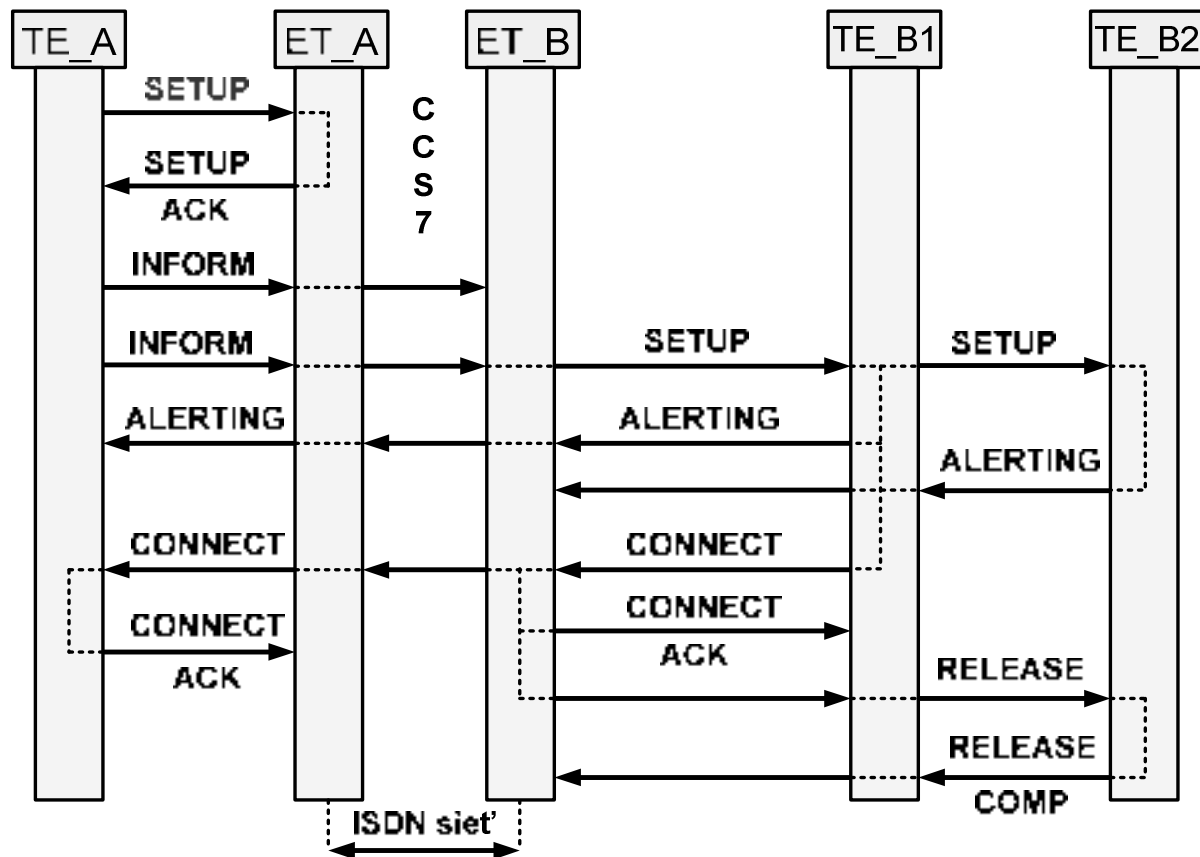 TE_A
ET_A
ET_B
TE_B1
TE_B2
SETUP
C
C
S
7
SETUP
ACK
INFORM
INFORM
SETUP
SETUP
ALERTING
ALERTING
ALERTING
CONNECT
CONNECT
CONNECT
ACK
CONNECT
ACK
RELEASE
RELEASE
COMP
ISDN siet'